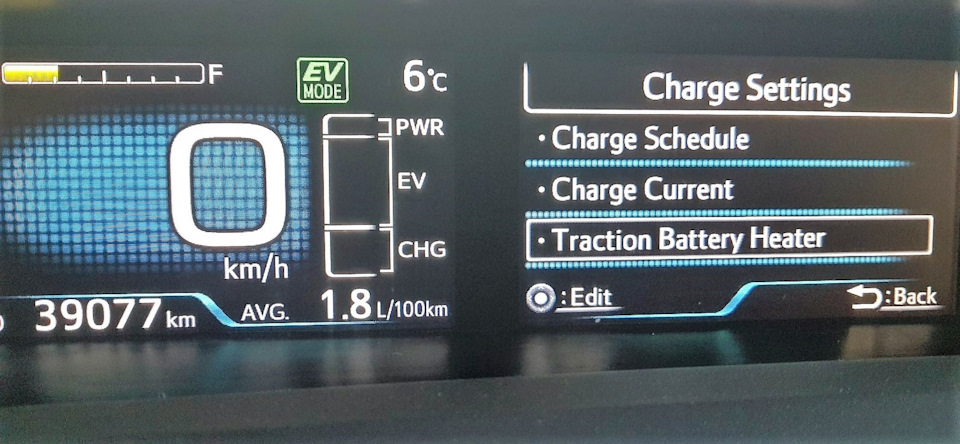 F
EV
MODE
6°C
0
km/h
PWR
EV
CHG
39077 km
AVG. 1.8 L/100km
Charge Settings
· Charge Schedule
· Charge Current
· Traction Battery Heater
:Edit
:Back